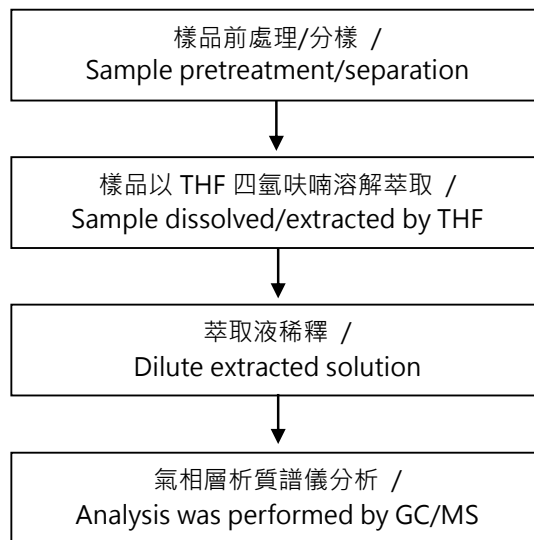 樣品前處理/分樣 /
Sample pretreatment/separation
樣品以 THF 四氫呋喃溶解萃取 /
Sample dissolved/extracted by THF
萃取液稀釋 /
Dilute extracted solution
氣相層析質譜儀分析 /
Analysis was performed by GC/MS